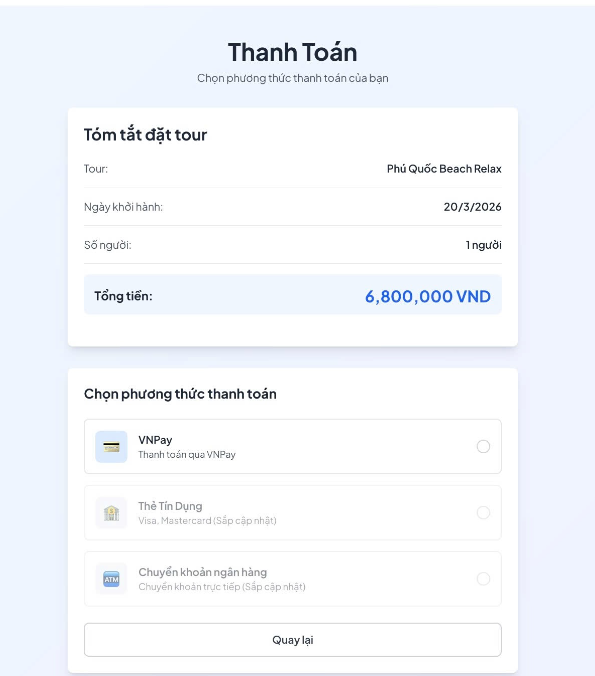 Thanh Toán
Chọn phương thức thanh toán của bạn
Tóm tắt đặt tour
Tour: Phú Quốc Beach Relax
Ngày khởi hành: 20/3/2026
Số người: 1 người
Tổng tiền: 6,800,000 VND
Chọn phương thức thanh toán
VNPay
Thanh toán qua VNPay
Thẻ Tín Dụng
Visa, Mastercard (Sắp cập nhật)
ATM
Chuyển khoản ngân hàng
Chuyển khoản trực tiếp (Sắp cập nhật)
Quay lại